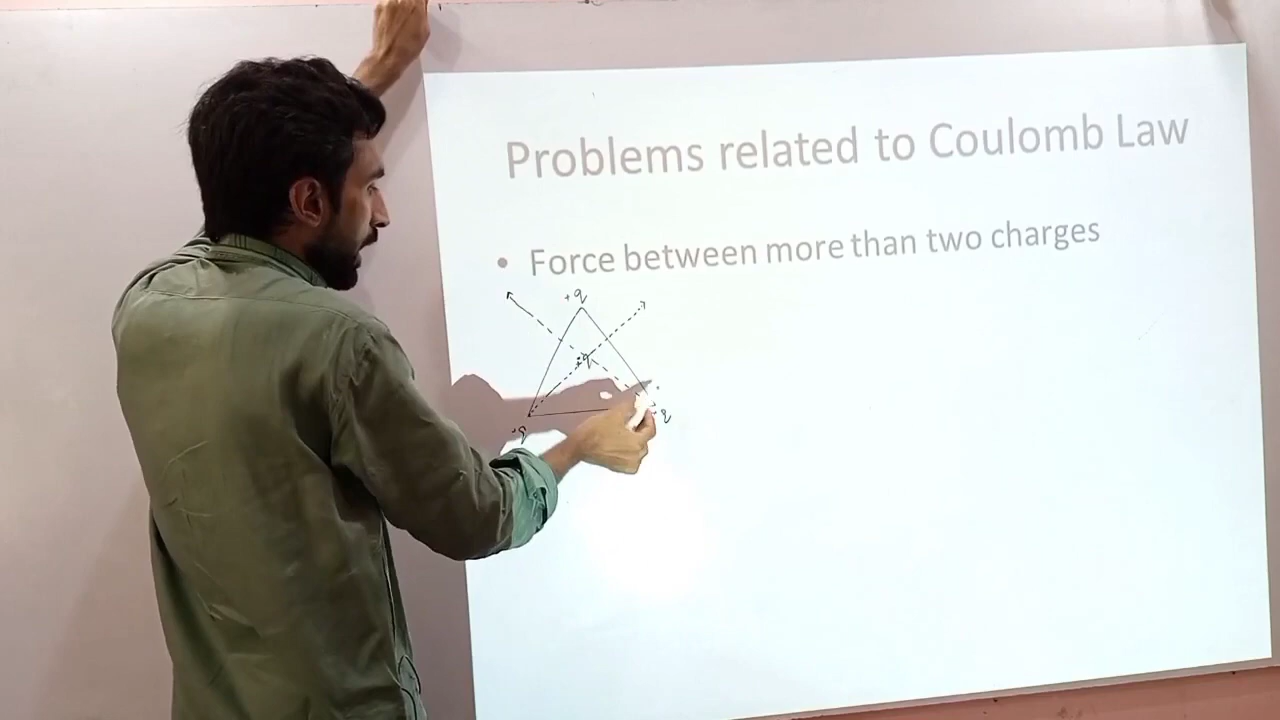 Problems related to Coulomb Law
• Force between more than two charges
+q
+q
+q
q